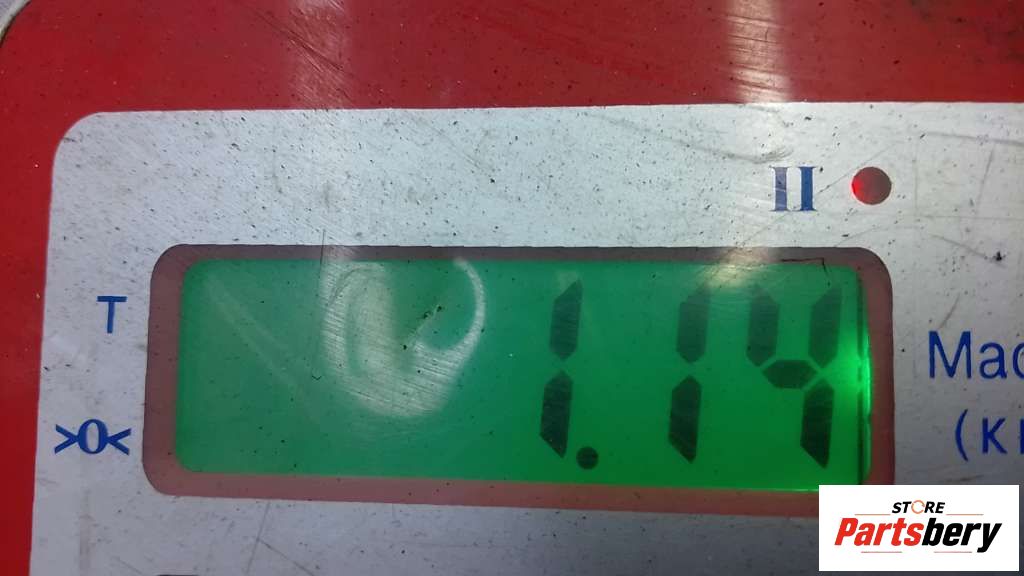 II
T
1.14
>0<
Мас
(К
STORE
Partsbery